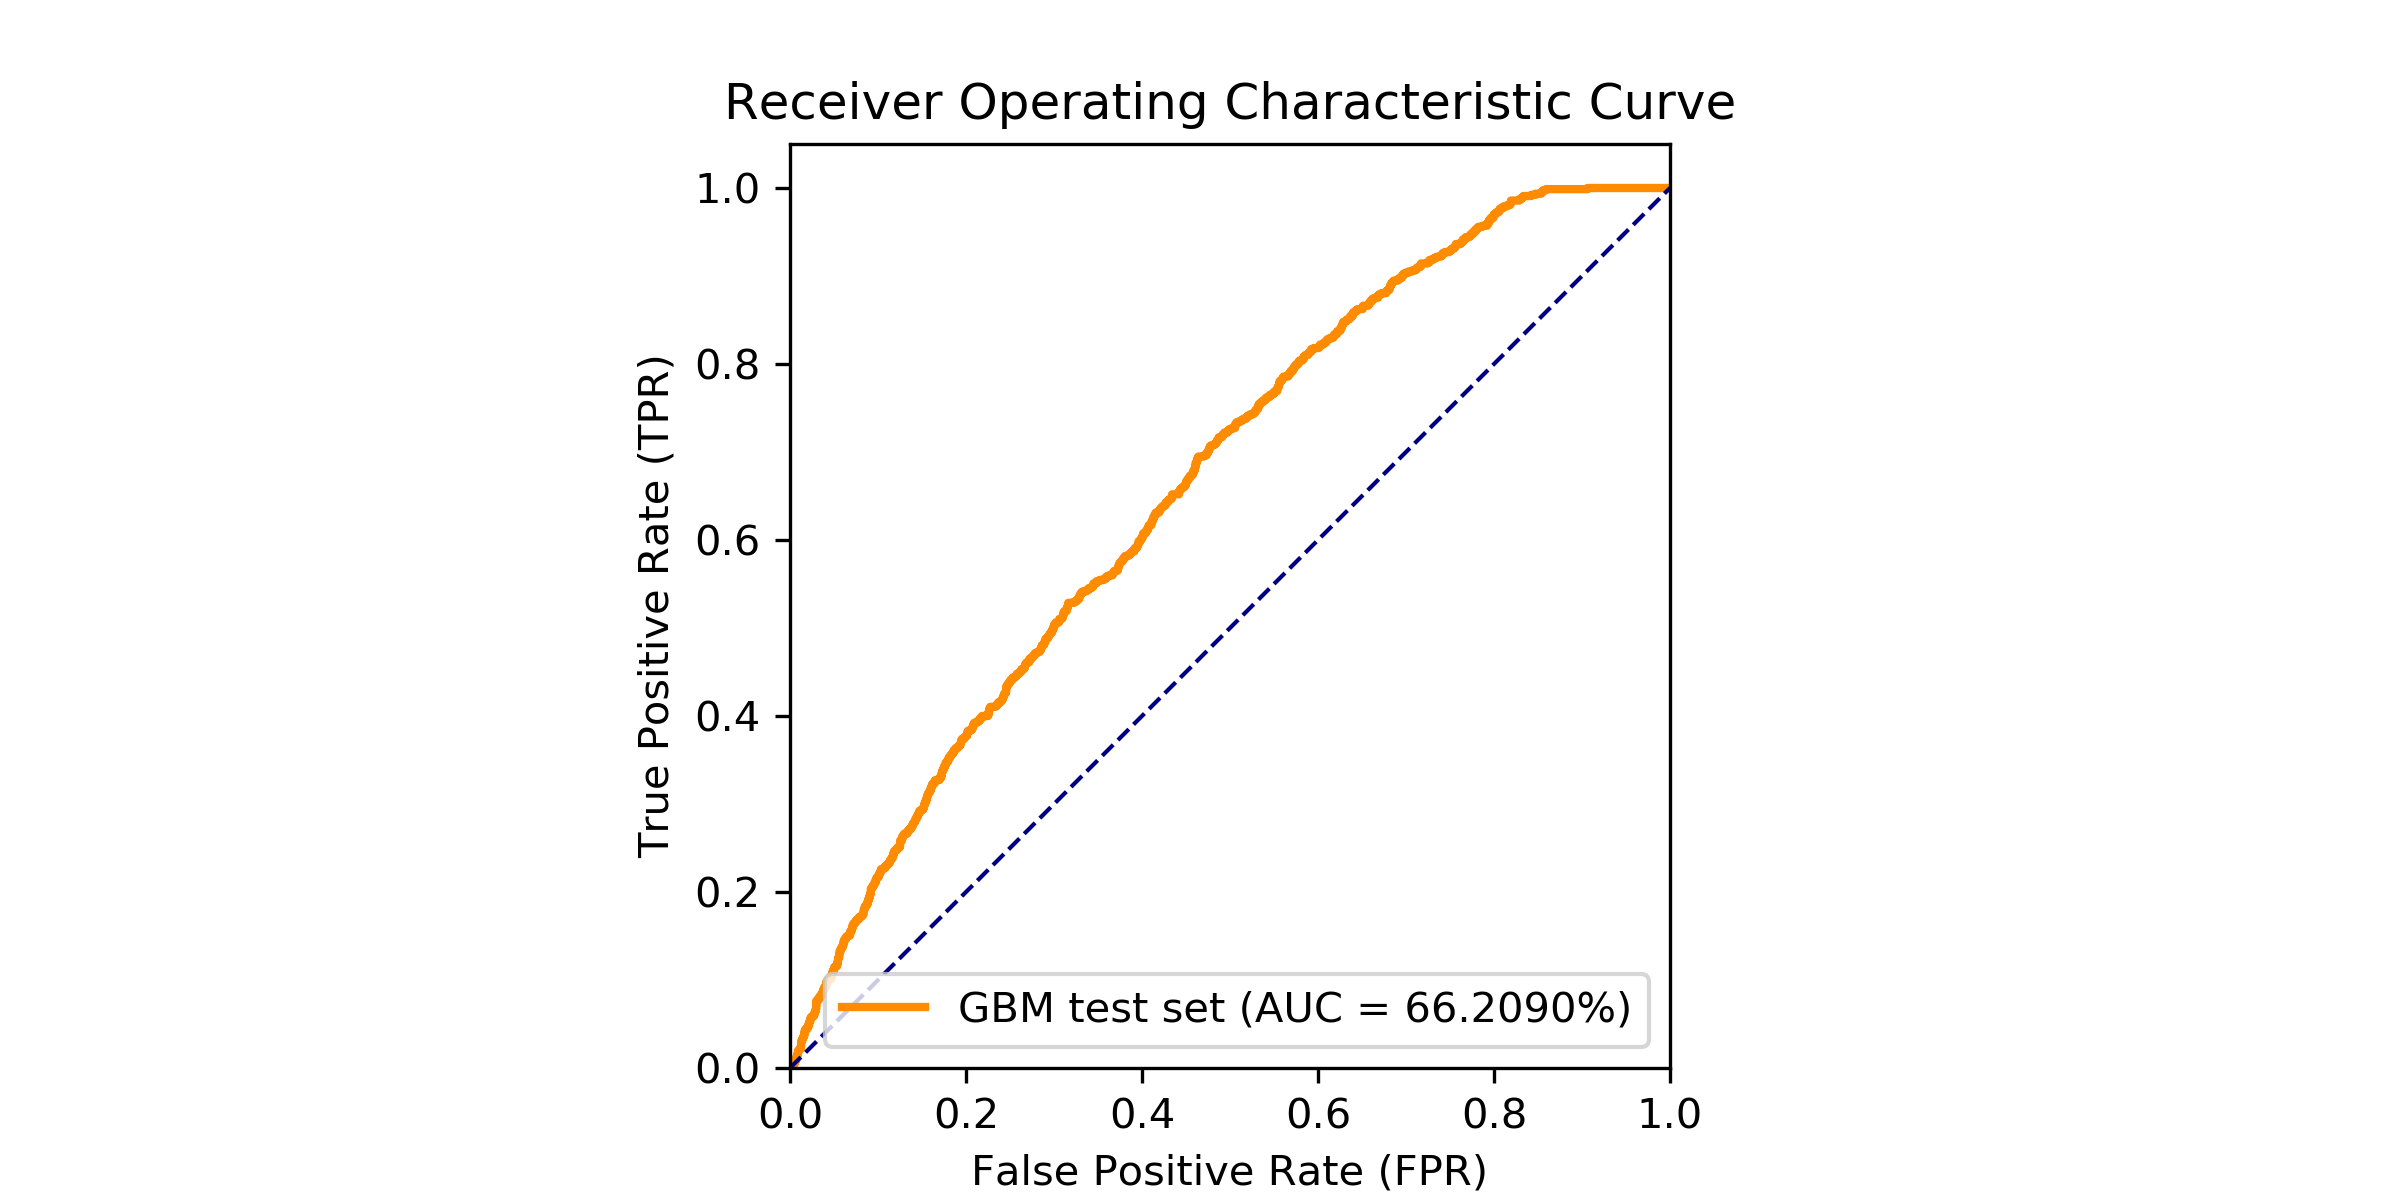 Receiver Operating Characteristic Curve
True Positive Rate (TPR)
1.0
0.8
0.6
0.4
0.2
0.0
GBM test set (AUC = 66.2090%)
0.0 0.2 0.4 0.6 0.8 1.0
False Positive Rate (FPR)